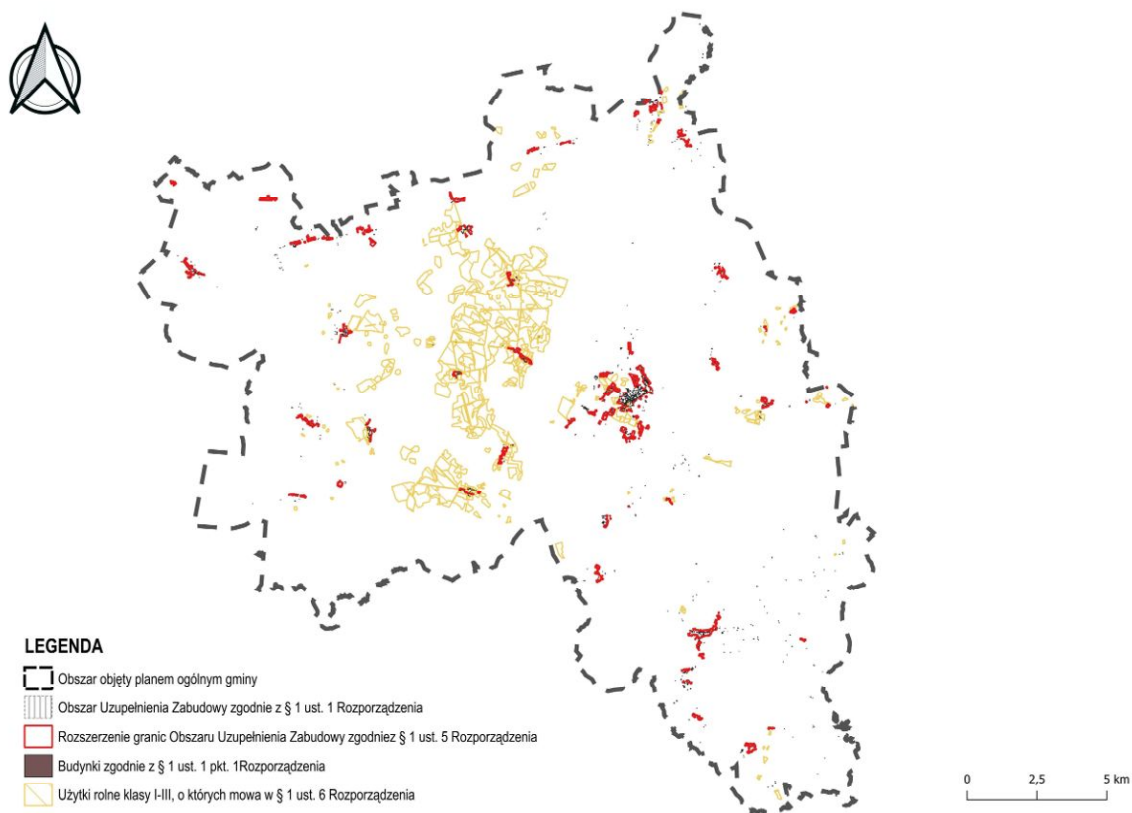 LEGENDA
Obszar objęty planem ogólnym gminy
Obszar Uzupełnienia Zabudowy zgodnie z § 1 ust. 1 Rozporządzenia
Rozszerzenie granic Obszaru Uzupełnienia Zabudowy zgodniez § 1 ust. 5 Rozporządzenia
Budynki zgodnie z § 1 ust. 1 pkt. 1Rozporządzenia
Użytki rolne klasy I-III, o których mowa w § 1 ust. 6 Rozporządzenia
0 2,5 5 km